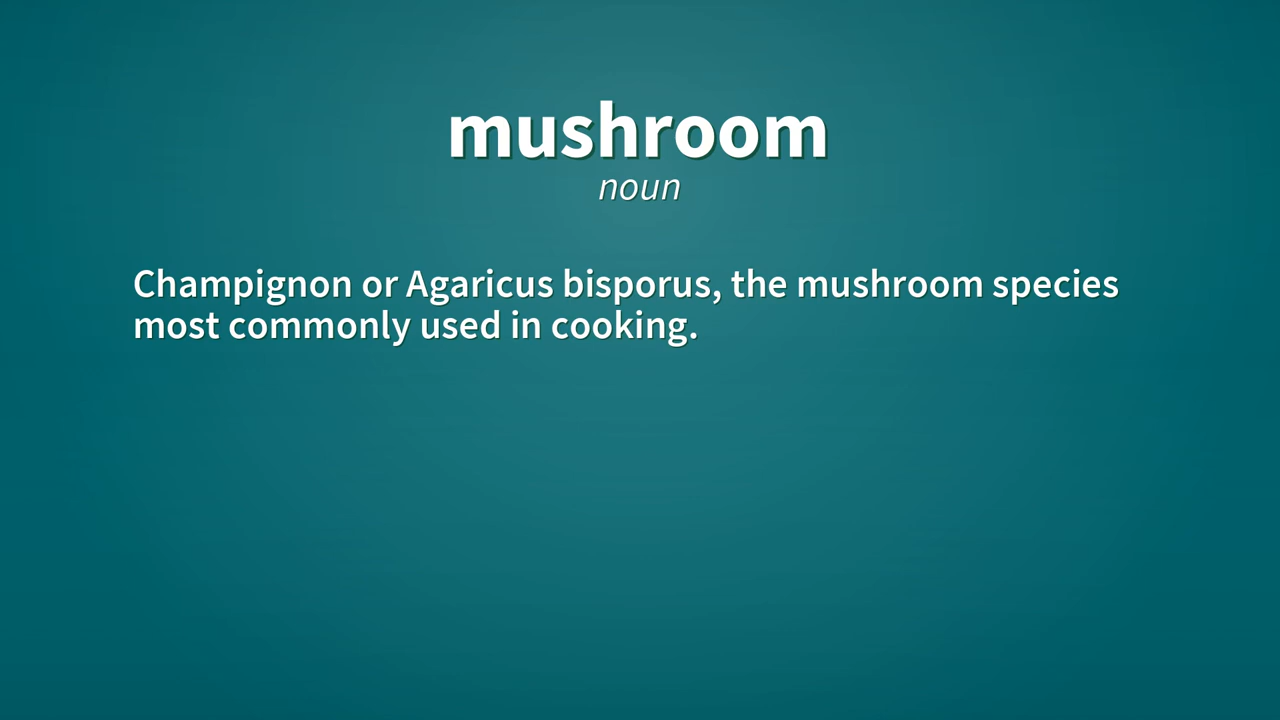 mushroom
noun
Champignon or Agaricus bisporus, the mushroom species
most commonly used in cooking.